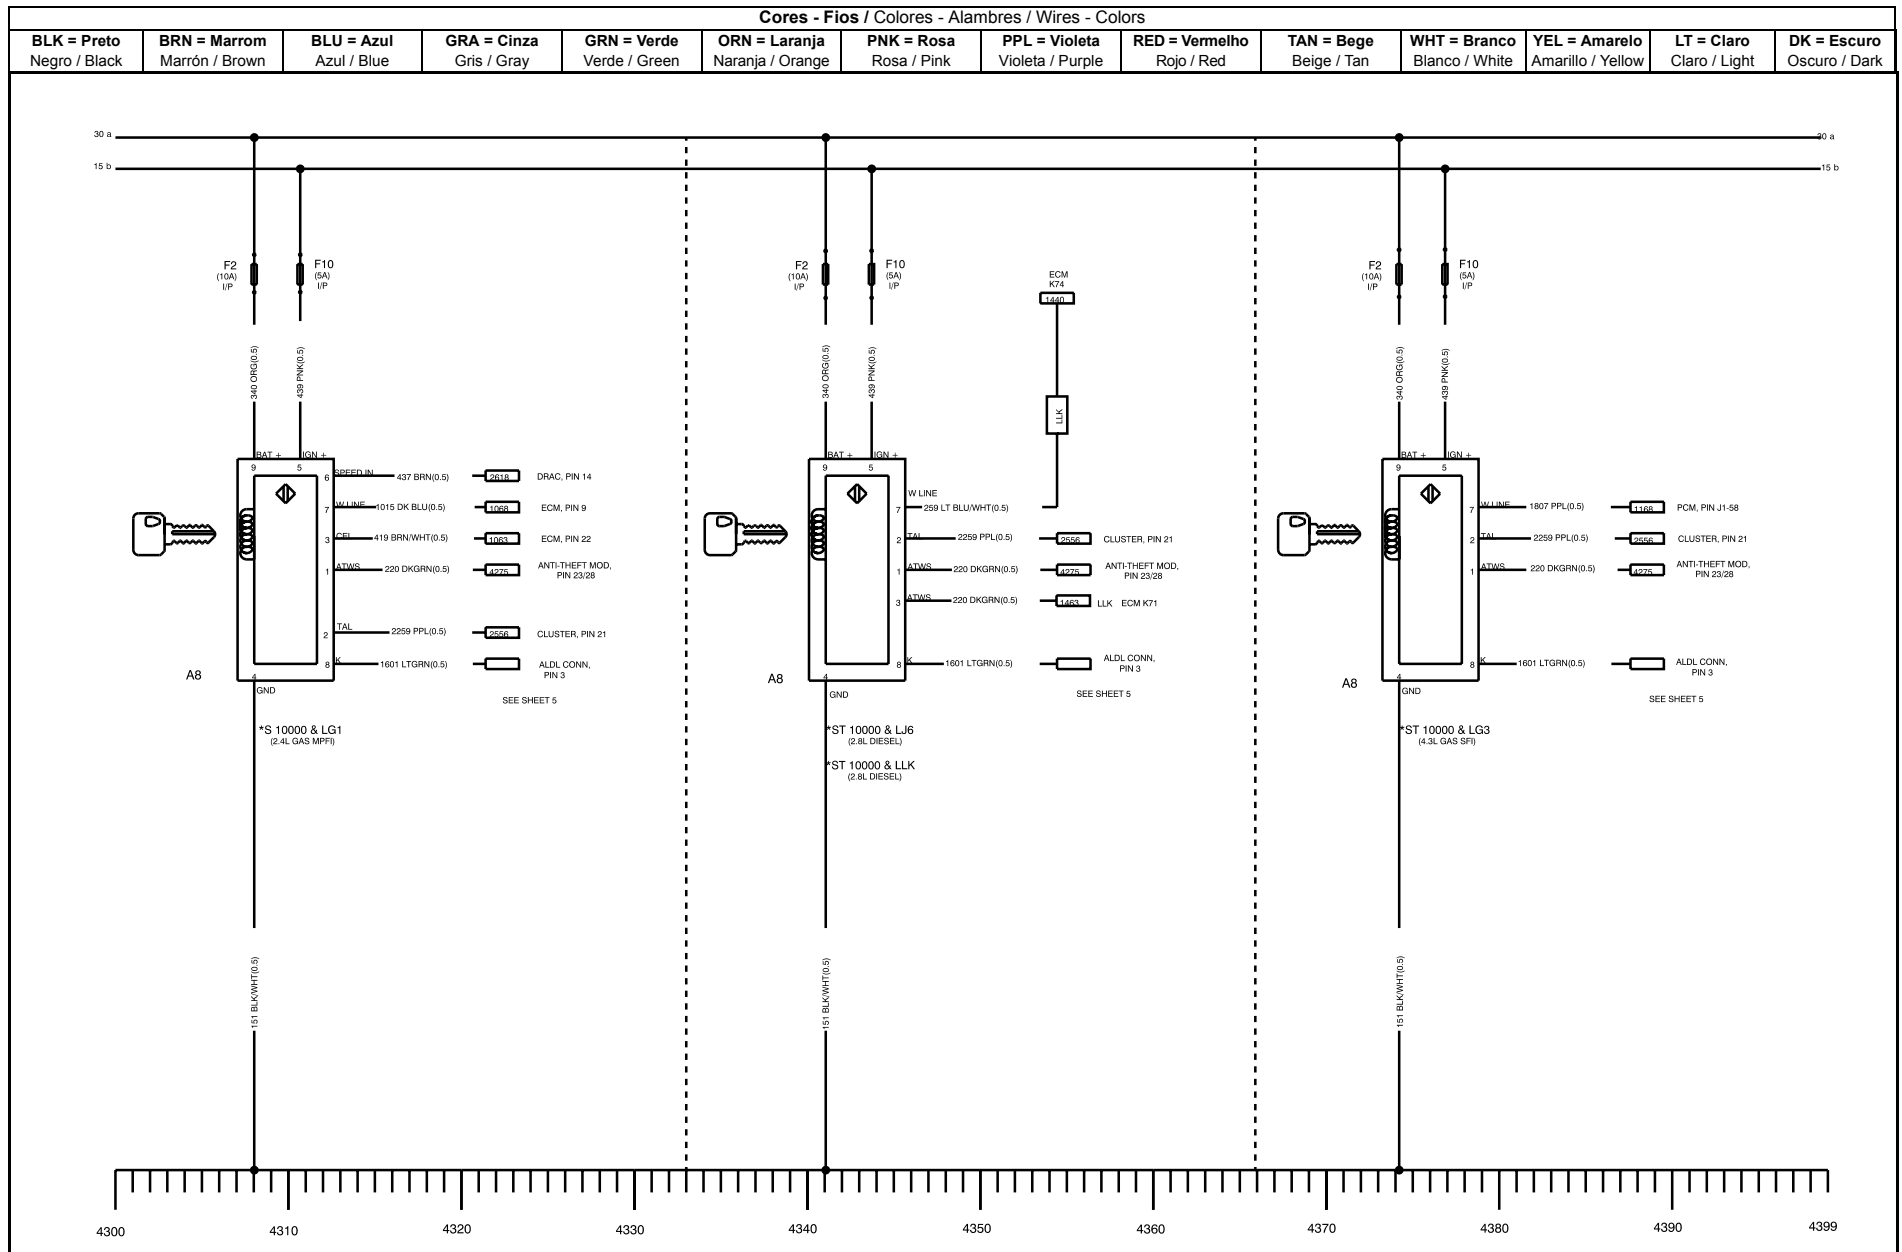 Cores - Fios / Colores - Alambres / Wires - Colors
BLK = Preto
Negro / Black
BRN = Marrom
Marrón / Brown
BLU = Azul
Azul / Blue
GRA = Cinza
Gris / Gray
GRN = Verde
Verde / Green
ORN = Laranja
Naranja / Orange
PNK = Rosa
Rosa / Pink
PPL = Violeta
Violeta / Purple
RED = Vermelho
Rojo / Red
TAN = Bege
Beige / Tan
WHT = Branco
Blanco / White
YEL = Amarelo
Amarillo / Yellow
LT = Claro
Claro / Light
DK = Escuro
Oscuro / Dark
30 a
30 a
15 b
15 b
F2
(10A)
I/P
F10
(5A)
I/P
340 ORG(0.5)
439 PNK(0.5)
BAT +
IGN +
9
5
6 SPEED IN 437 BRN(0.5) 2618 DRAC, PIN 14
7 W LINE 1015 DK BLU(0.5) 1068 ECM, PIN 9
3 CEL 419 BRN/WHT(0.5) 1063 ECM, PIN 22
1 ATWS 220 DKGRN(0.5) 4275 ANTI-THEFT MOD,
PIN 23/28
2 TAL 2259 PPL(0.5) 2556 CLUSTER, PIN 21
8 K 1601 LTGRN(0.5) ALDL CONN,
PIN 3
A8
4
GND
SEE SHEET 5
*S 10000 & LG1
(2.4L GAS MPFI)
151 BLK/WHT(0.5)
F2
(10A)
I/P
F10
(5A)
I/P
ECM
K74
1440
340 ORG(0.5)
439 PNK(0.5)
LLK
BAT +
IGN +
9
5
W LINE
7 259 LT BLU/WHT(0.5)
2 TAL 2259 PPL(0.5) 2556 CLUSTER, PIN 21
1 ATWS 220 DKGRN(0.5) 4275 ANTI-THEFT MOD,
PIN 23/28
3 ATWS 220 DKGRN(0.5) 1463 LLK ECM K71
8 K 1601 LTGRN(0.5) ALDL CONN,
PIN 3
A8
4
GND
SEE SHEET 5
*ST 10000 & LJ6
(2.8L DIESEL)
*ST 10000 & LLK
(2.8L DIESEL)
151 BLK/WHT(0.5)
F2
(10A)
I/P
F10
(5A)
I/P
340 ORG(0.5)
439 PNK(0.5)
BAT +
IGN +
9
5
7 W LINE 1807 PPL(0.5) 1168 PCM, PIN J1-58
2 TAL 2259 PPL(0.5) 2556 CLUSTER, PIN 21
1 ATWS 220 DKGRN(0.5) 4275 ANTI-THEFT MOD,
PIN 23/28
8 K 1601 LTGRN(0.5) ALDL CONN,
PIN 3
A8
4
GND
SEE SHEET 5
*ST 10000 & LG3
(4.3L GAS SFI)
151 BLK/WHT(0.5)
4300 4310 4320 4330 4340 4350 4360 4370 4380 4390 4399